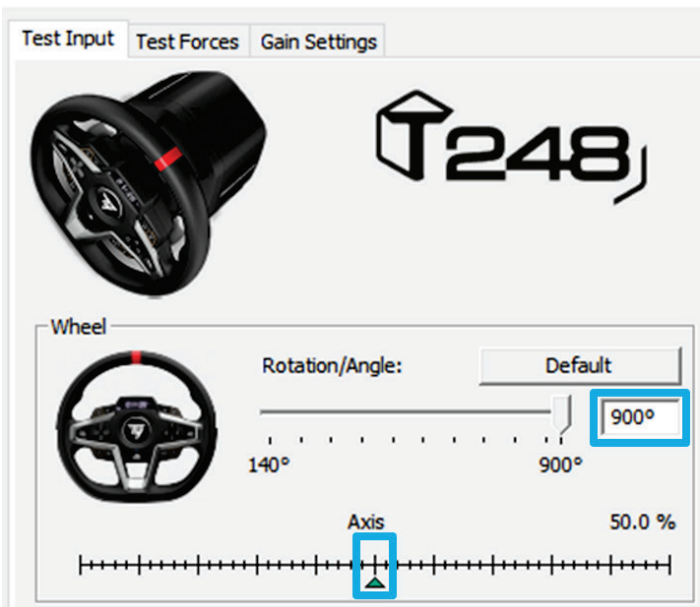 Test Input Test Forces Gain Settings
T248
Wheel
Rotation/Angle: Default
900°
140° 900°
Axis 50.0 %